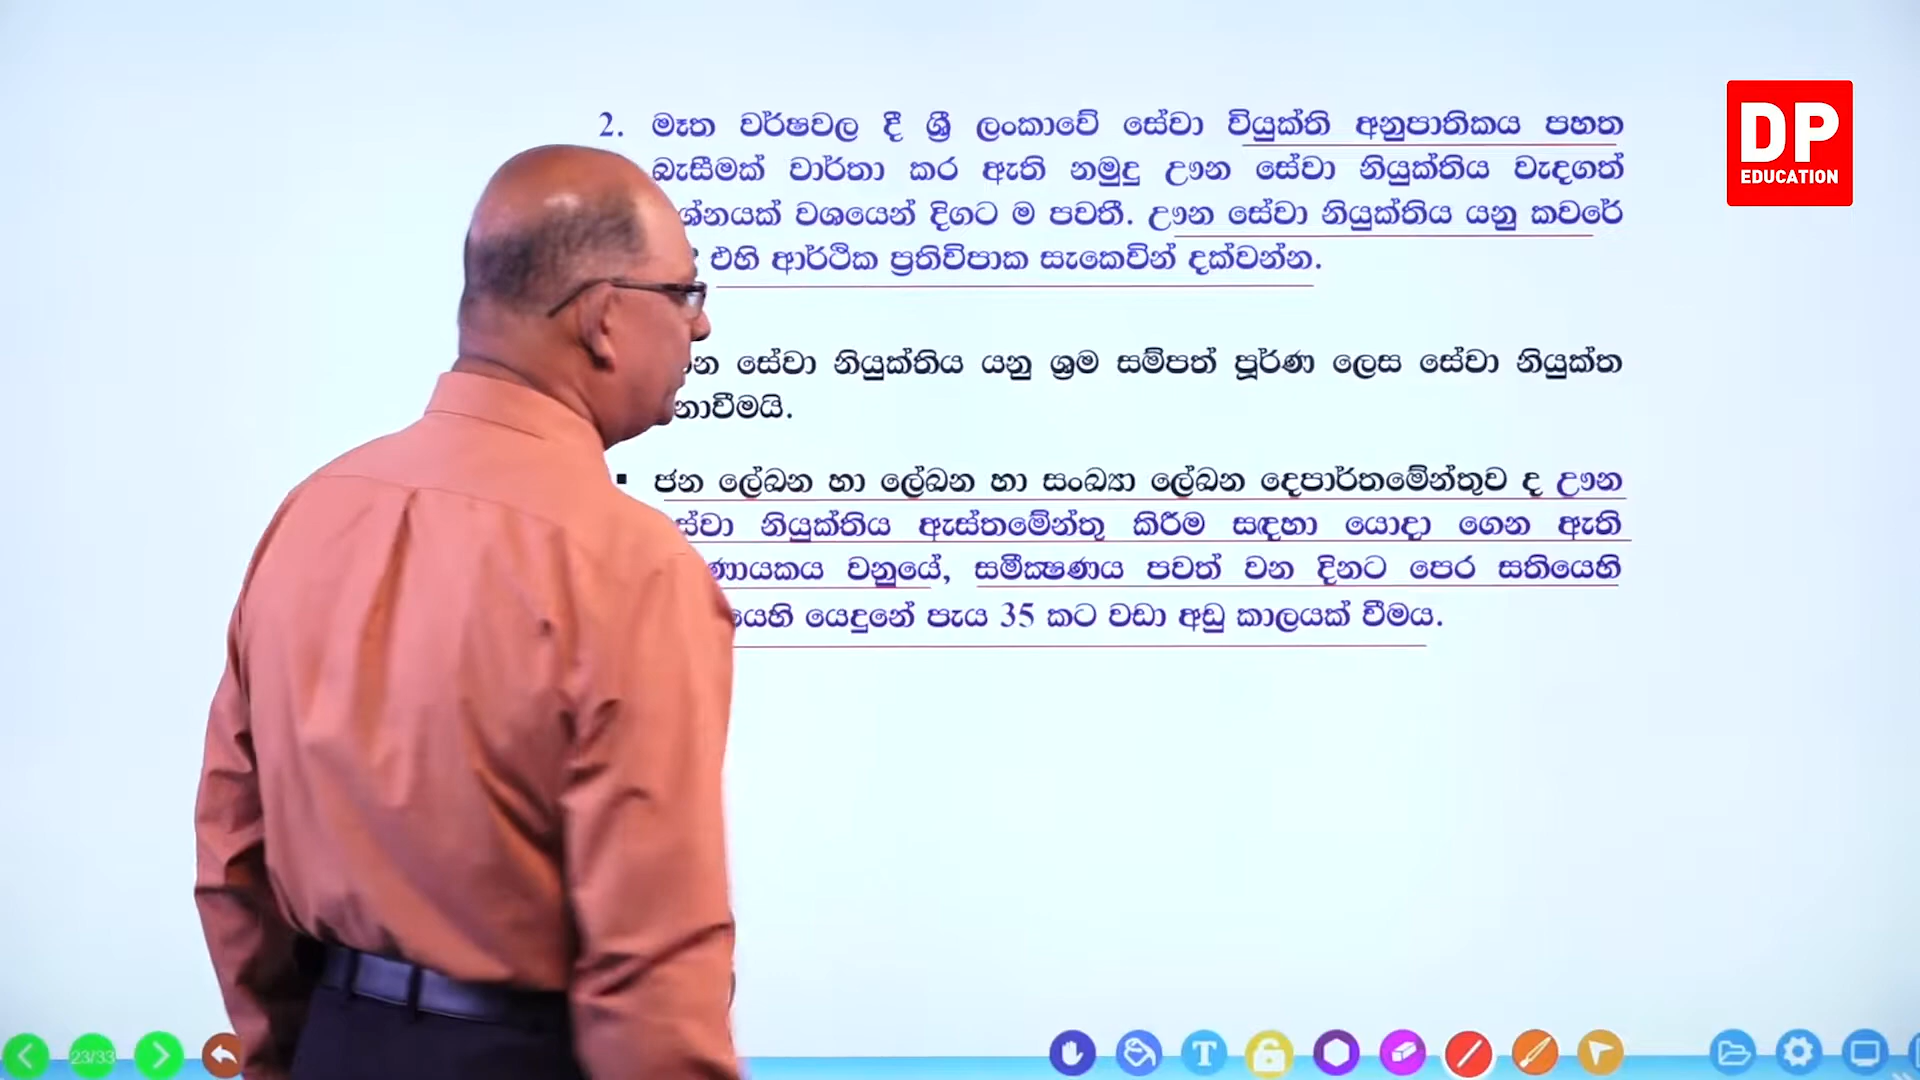 2. මෑත වර්ෂවල දී ශ්‍රී ලංකාවේ සේවා වියුක්ති අනුපාතිකය පහත
බැසීමක් වාර්තා කර ඇති නමුදු ඌන සේවා නියුක්තිය වැදගත්
වශයෙන් දිගට ම පවතී. ඌන සේවා නියුක්තිය යනු කවරේ
එහි ආර්ථික ප්‍රතිවිපාක සැකෙවින් දක්වන්න.
සේවා නියුක්තිය යනු ශ්‍රම සම්පත් පූර්ණ ලෙස සේවා නියුක්ත
නොවීමයි.
▪ ජන ලේඛන හා ලේඛන හා සංඛ්‍යා ලේඛන දෙපාර්තමේන්තුව ද ඌන
නියුක්තිය ඇස්තමේන්තු කිරීම සඳහා යොදා ගෙන ඇති
වනුයේ, සමීක්ෂණය පවත් වන දිනට පෙර සතියෙහි
යෙදුනේ පැය 35 කට වඩා අඩු කාලයක් වීමය.
DP
EDUCATION
23/33
T